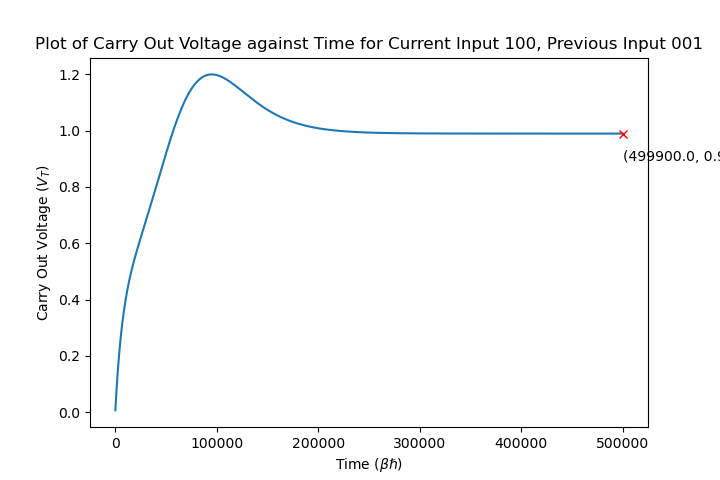 Plot of Carry Out Voltage against Time for Current Input 100, Previous Input 001
1.2
1.0
0.8
0.6
0.4
0.2
0.0
Carry Out Voltage (V_T)
(499900.0, 0.9
0 100000 200000 300000 400000 500000
Time (βħ)